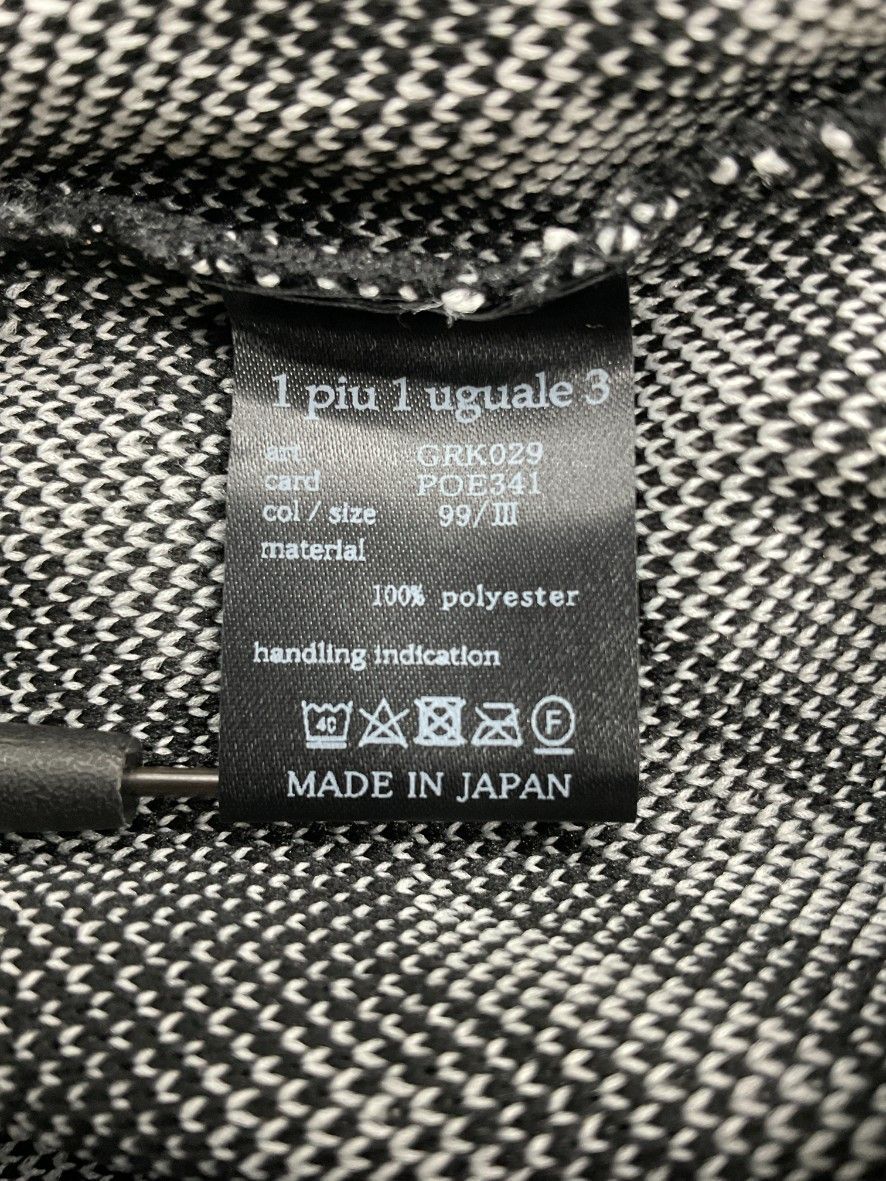 1 piu 1 uguale 3
art. GRK029
card POE341
col / size 99/III
material
100% polyester
handling indication
40 F
MADE IN JAPAN